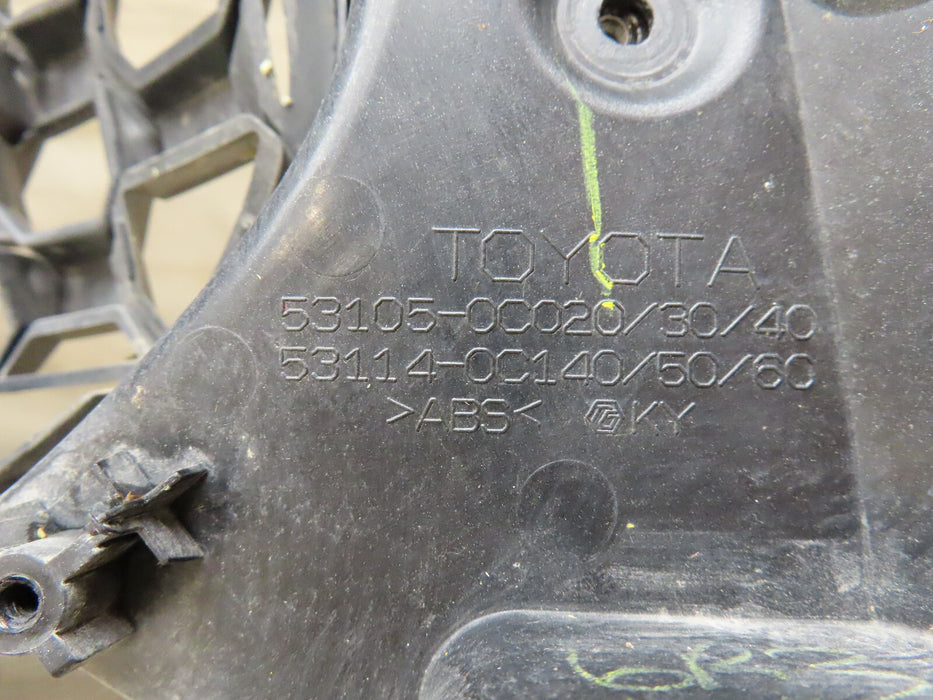 TOYOTA
53105-0C020/30/40
53114-0C140/50/60
>ABS< KY